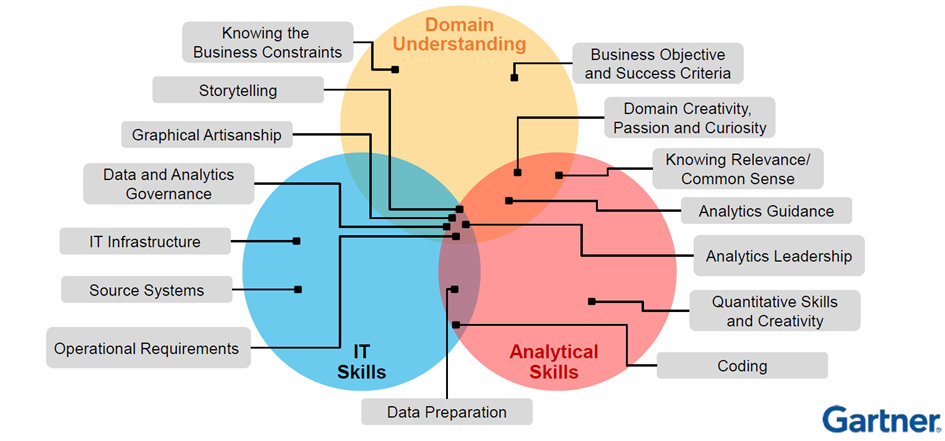 Domain
Understanding
Knowing the
Business Constraints
Business Objective
and Success Criteria
Storytelling
Domain Creativity,
Passion and Curiosity
Graphical Artisanship
Knowing Relevance/
Common Sense
Data and Analytics
Governance
Analytics Guidance
IT Infrastructure
Analytics Leadership
Source Systems
Quantitative Skills
and Creativity
Operational Requirements
IT
Skills
Analytical
Skills
Coding
Data Preparation
Gartner®